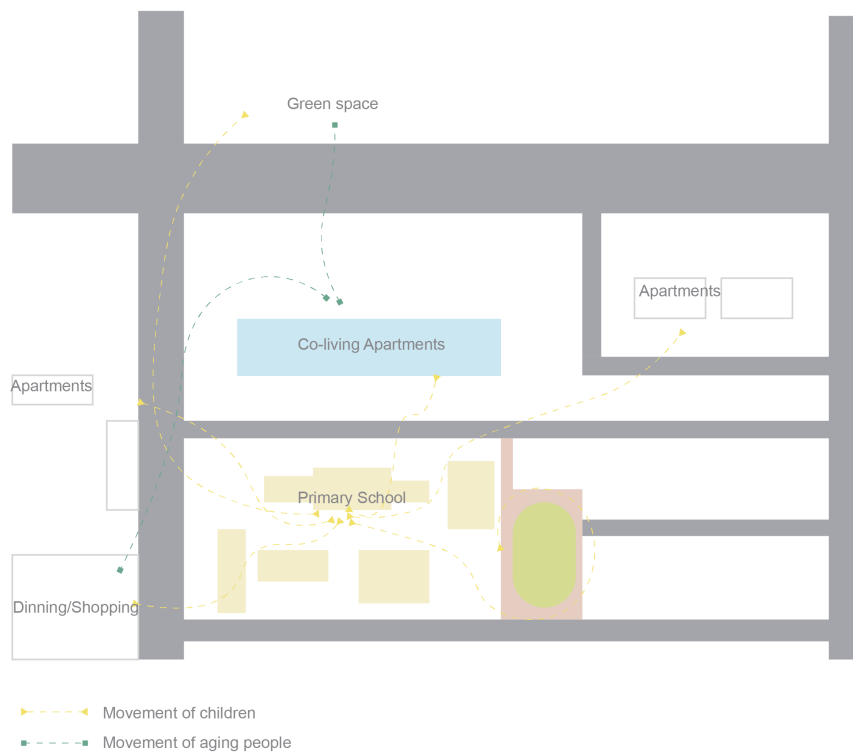 Green space
Apartments
Co-living Apartments
Apartments
Primary School
Dinning/Shopping
Movement of children
Movement of aging people